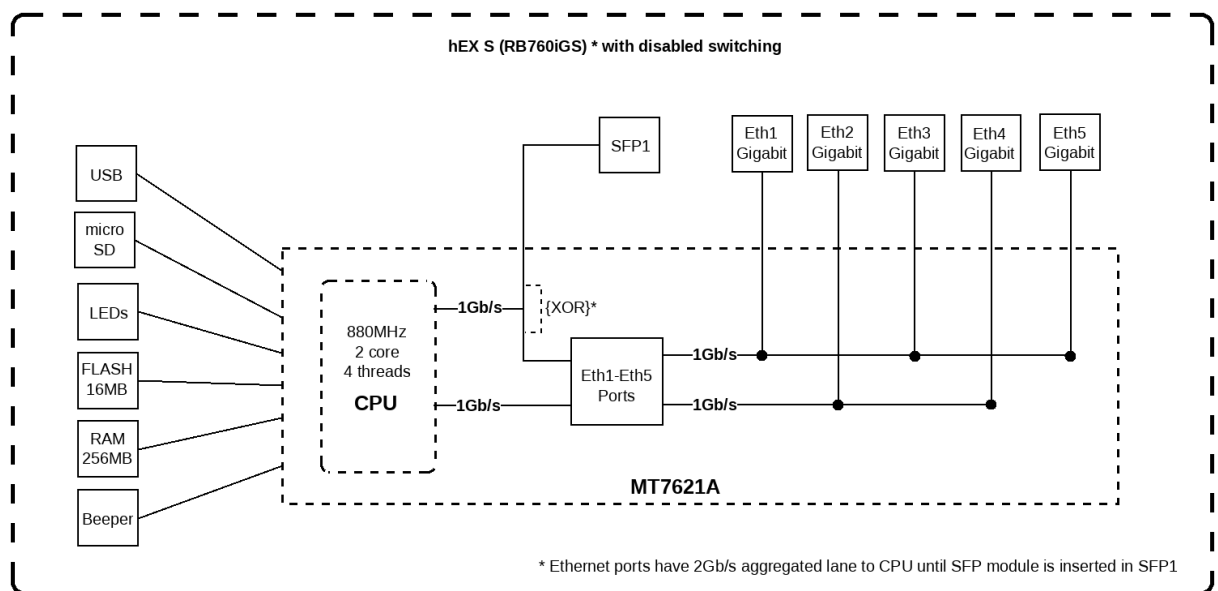 hEX S (RB760iGS) * with disabled switching
SFP1
Eth1
Gigabit
Eth2
Gigabit
Eth3
Gigabit
Eth4
Gigabit
Eth5
Gigabit
USB
micro
SD
LEDs
FLASH
16MB
RAM
256MB
Beeper
880MHz
2 core
4 threads
CPU
1Gb/s
{XOR}*
1Gb/s
Eth1-Eth5
Ports
1Gb/s
1Gb/s
MT7621A
* Ethernet ports have 2Gb/s aggregated lane to CPU until SFP module is inserted in SFP1